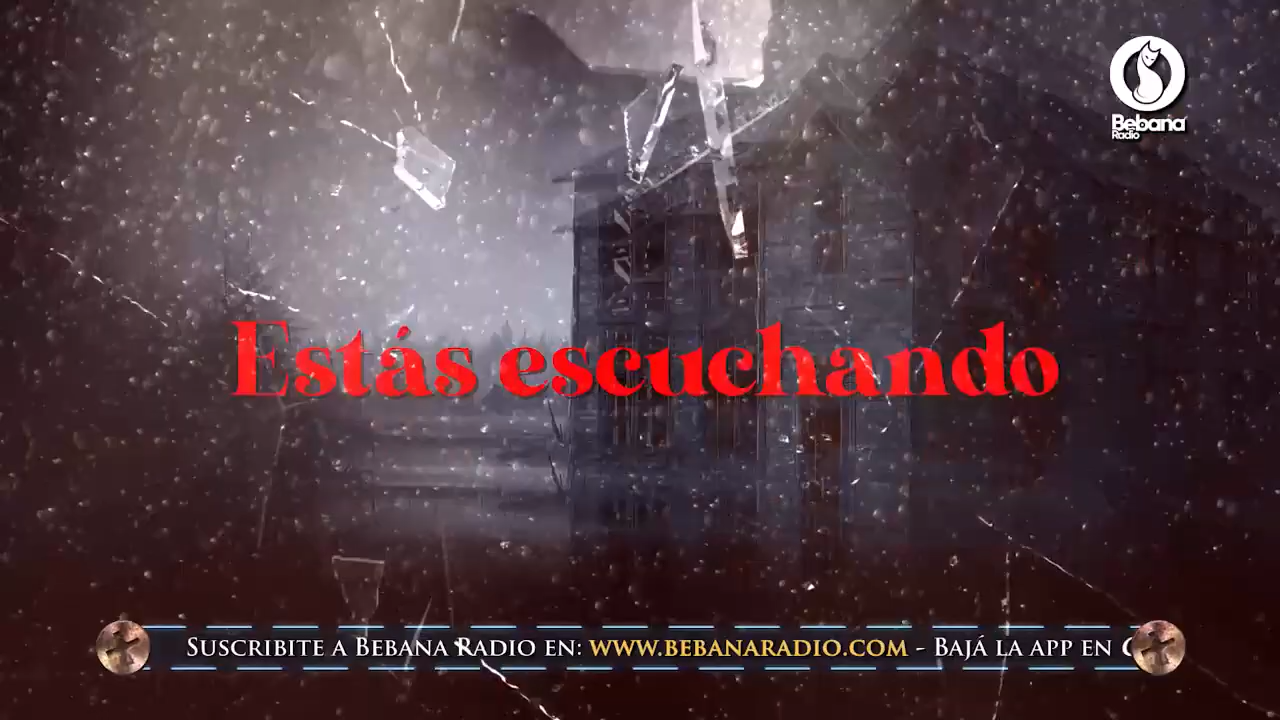 Bebana
Radio
Estás escuchando
Suscribite a Bebana Radio en: www.bebanaradio.com - Bajá la app en